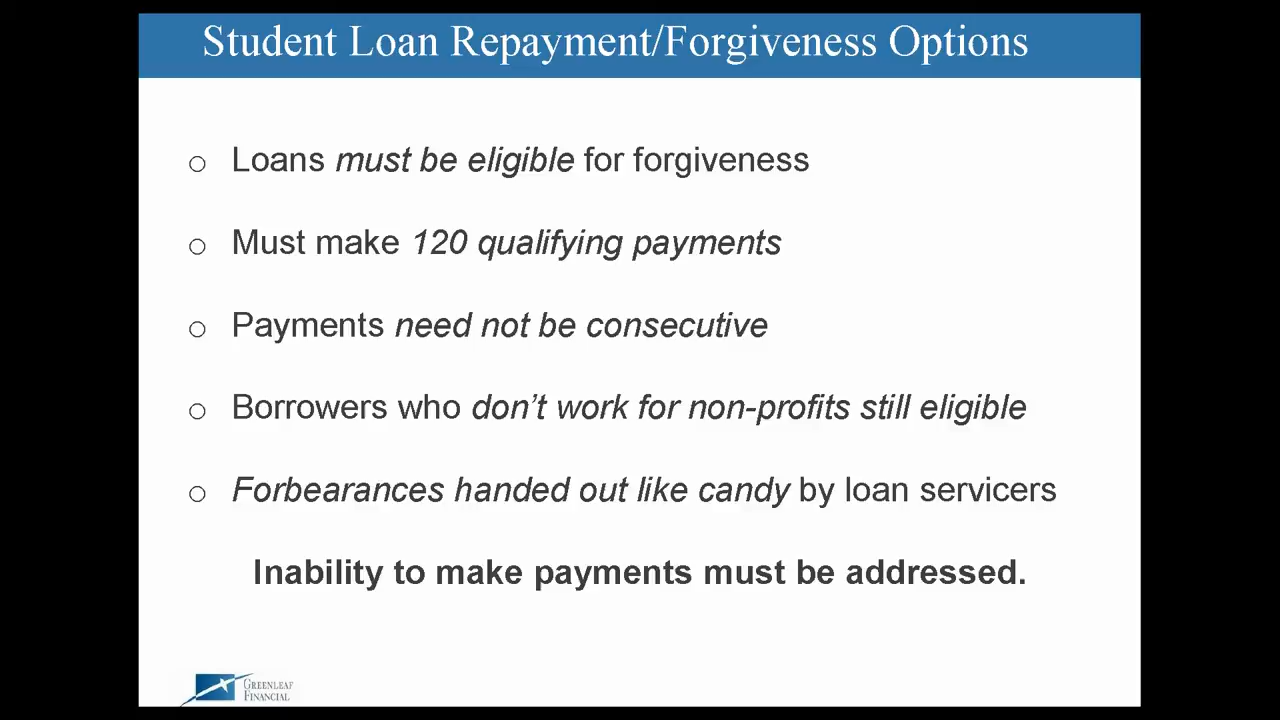 Student Loan Repayment/Forgiveness Options
o Loans must be eligible for forgiveness
o Must make 120 qualifying payments
o Payments need not be consecutive
o Borrowers who don’t work for non-profits still eligible
o Forbearances handed out like candy by loan servicers
Inability to make payments must be addressed.
GREENLEAF
FINANCIAL